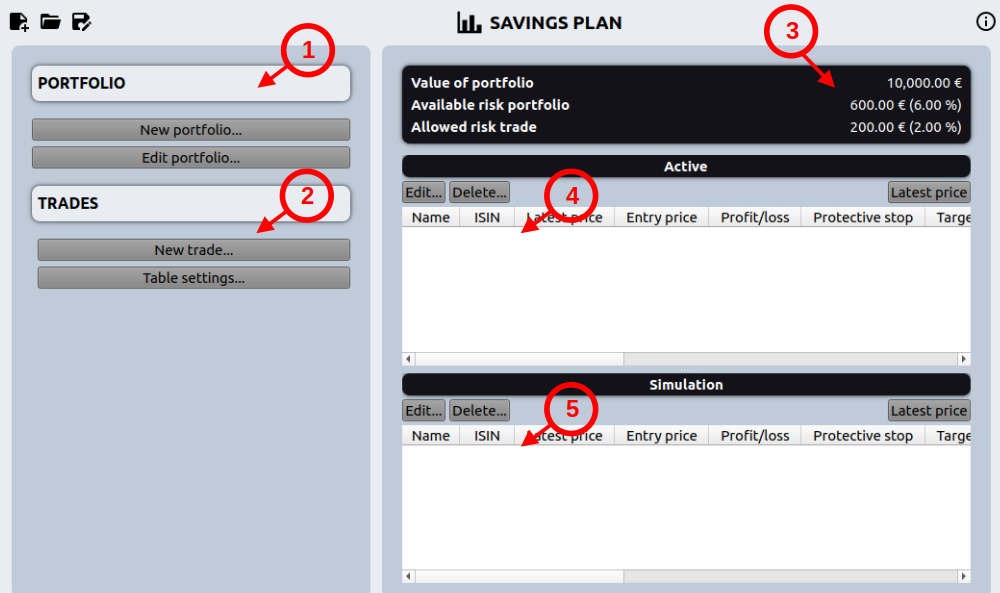 SAVINGS PLAN
1
PORTFOLIO
New portfolio...
Edit portfolio...
2
TRADES
New trade...
Table settings...
3
Value of portfolio 10,000.00 €
Available risk portfolio 600.00 € (6.00 %)
Allowed risk trade 200.00 € (2.00 %)
Active
4
Edit... Delete... Latest price
Name ISIN Latest price Entry price Profit/loss Protective stop Targe
Simulation
5
Edit... Delete... Latest price
Name ISIN Latest price Entry price Profit/loss Protective stop Targe